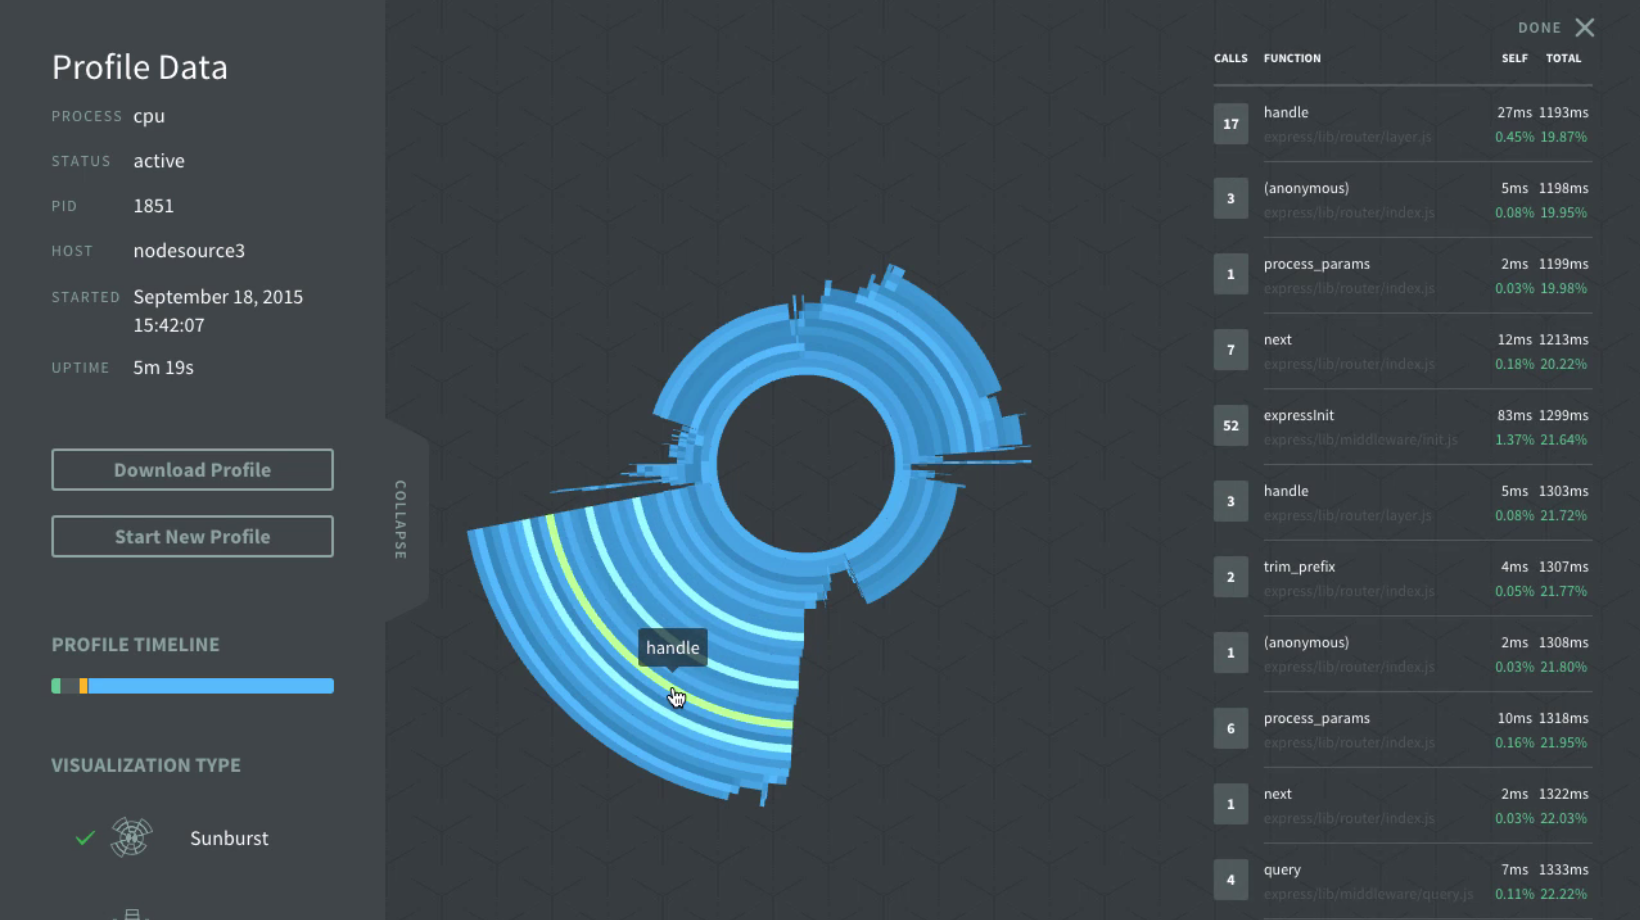 Profile Data
PROCESS cpu
STATUS active
PID 1851
HOST nodesource3
STARTED September 18, 2015
15:42:07
UPTIME 5m 19s
Download Profile
Start New Profile
PROFILE TIMELINE
VISUALIZATION TYPE
Sunburst
COLLAPSE
handle
DONE
CALLS FUNCTION SELF TOTAL
17 handle 27ms 1193ms
express/lib/router/layer.js 0.45% 19.87%
3 (anonymous) 5ms 1198ms
express/lib/router/index.js 0.08% 19.95%
1 process_params 2ms 1199ms
express/lib/router/index.js 0.03% 19.98%
7 next 12ms 1213ms
express/lib/router/index.js 0.18% 20.22%
52 expressInit 83ms 1299ms
express/lib/middleware/init.js 1.37% 21.64%
3 handle 5ms 1303ms
express/lib/router/layer.js 0.08% 21.72%
2 trim_prefix 4ms 1307ms
express/lib/router/index.js 0.05% 21.77%
1 (anonymous) 2ms 1308ms
express/lib/router/index.js 0.03% 21.80%
6 process_params 10ms 1318ms
express/lib/router/index.js 0.16% 21.95%
1 next 2ms 1322ms
express/lib/router/index.js 0.03% 22.03%
4 query 7ms 1333ms
express/lib/middleware/query.js 0.11% 22.22%